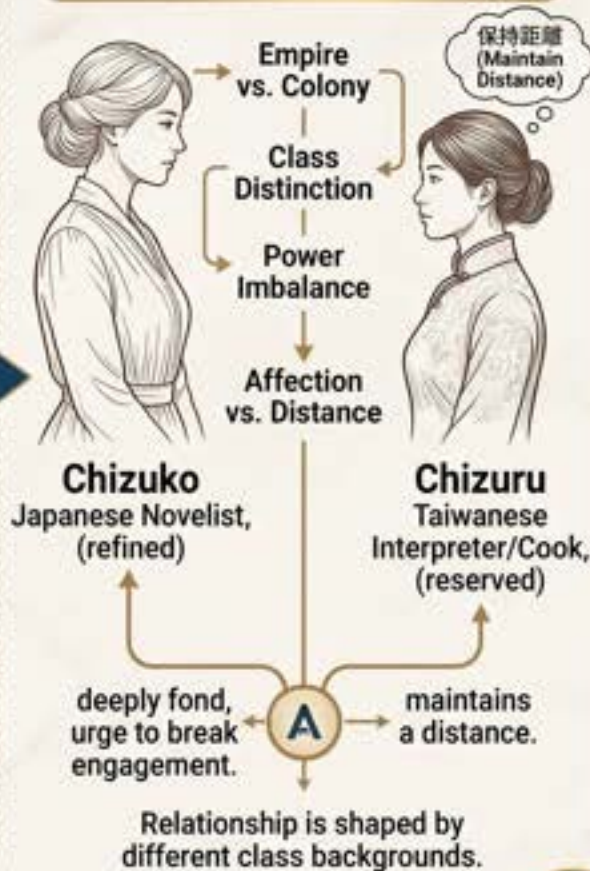 保持距離
(Maintain
Distance)
Empire
vs. Colony
Class
Distinction
Power
Imbalance
Affection
vs. Distance
Chizuko
Japanese Novelist,
(refined)
Chizuru
Taiwanese
Interpreter/Cook,
(reserved)
deeply fond,
urge to break
engagement.
A
maintains
a distance.
Relationship is shaped by
different class backgrounds.